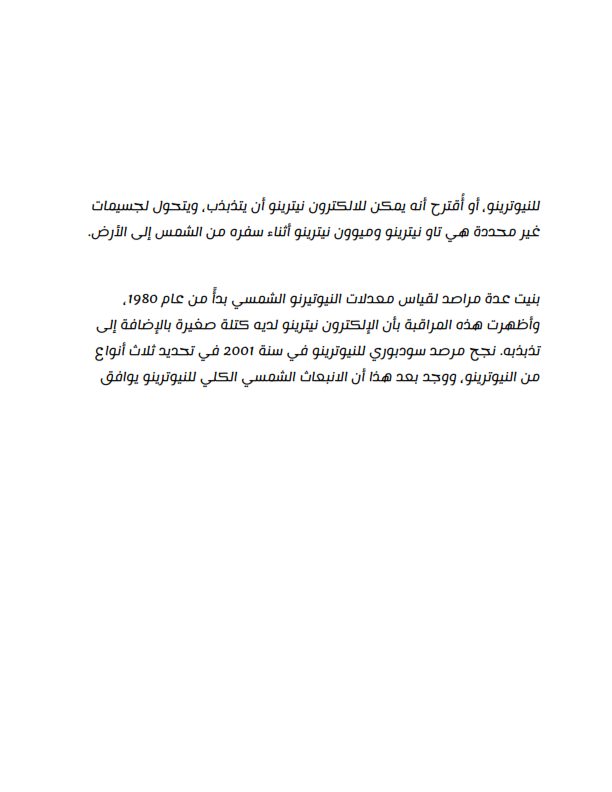 للنيوترينو، أو أُقترح أنه يمكن للالكترون نيترينو أن يتذبذب، ويتحول لجسيمات
غير محددة هي تاو نيترينو وميوون نيترينو أثناء سفره من الشمس إلى الأرض.
بنيت عدة مراصد لقياس معدلات النيوتيرنو الشمسي بدأً من عام 1980،
وأظهرت هذه المراقبة بأن الإلكترون نيترينو لديه كتلة صغيرة بالإضافة إلى
تذبذبه. نجح مرصد سودبوري للنيوترينو في سنة 2001 في تحديد ثلاث أنواع
من النيوترينو، ووجد بعد هذا أن الانبعاث الشمسي الكلي للنيوترينو يوافق